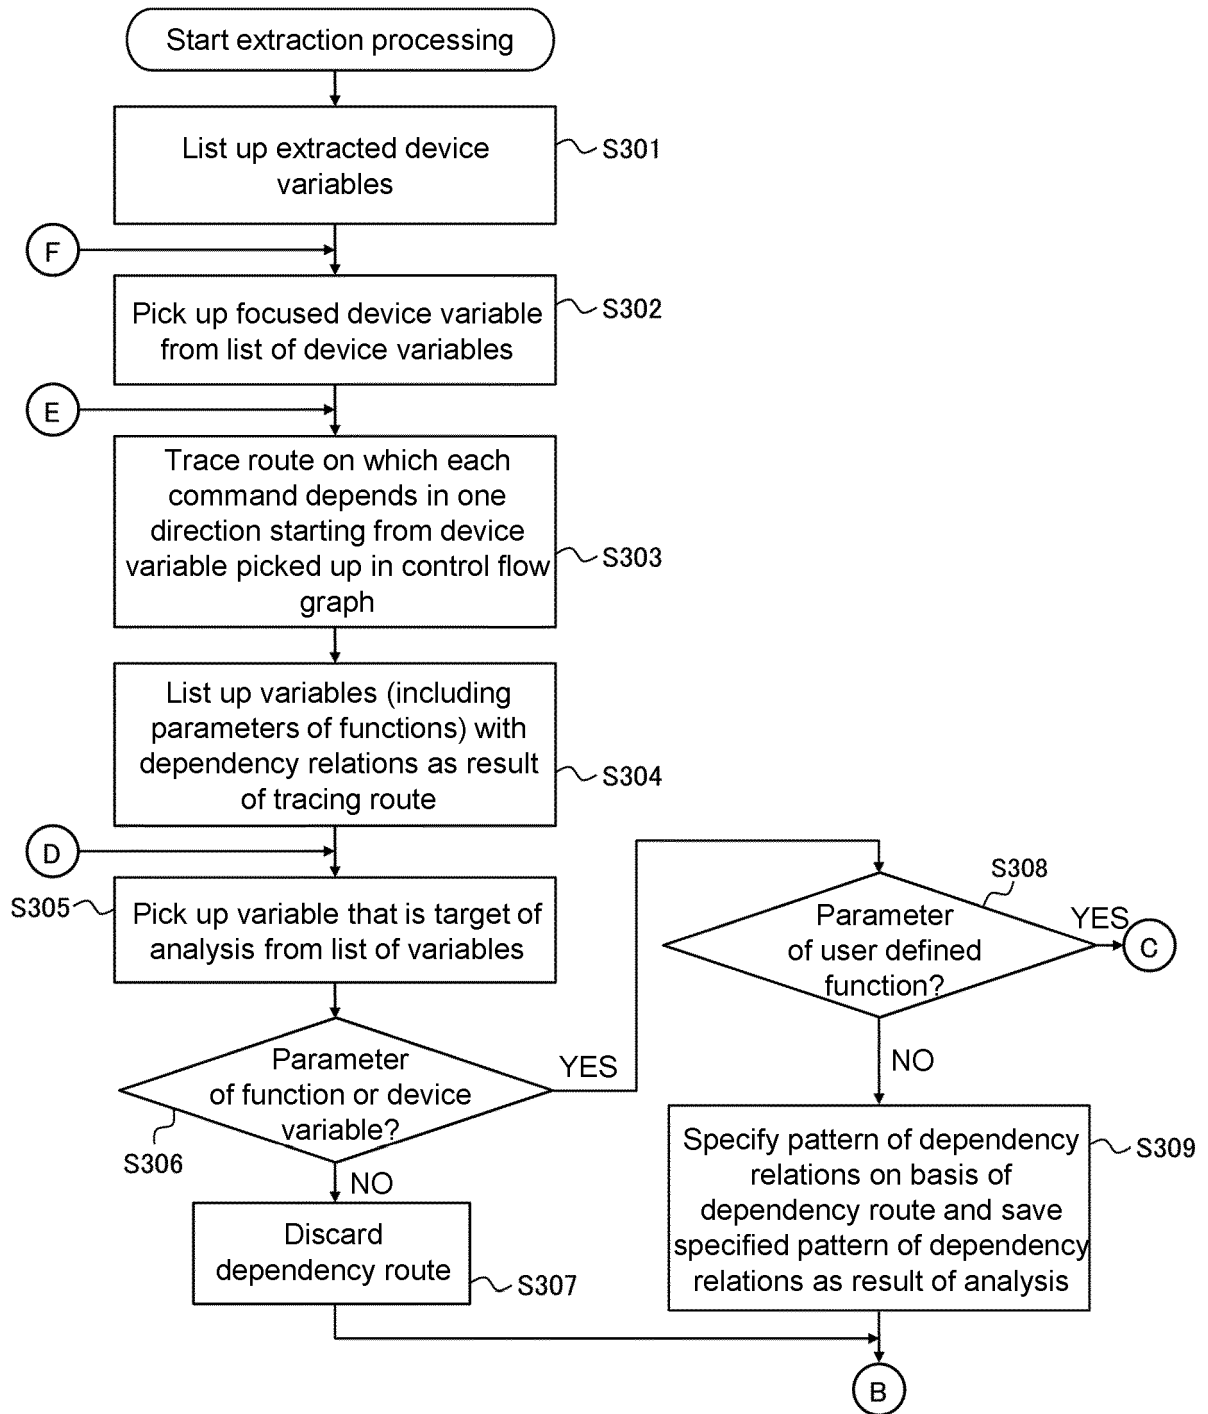 Start extraction processing
List up extracted device
variables
S301
F
Pick up focused device variable
from list of device variables
S302
E
Trace route on which each
command depends in one
direction starting from device
variable picked up in control flow
graph
S303
List up variables (including
parameters of functions) with
dependency relations as result
of tracing route
S304
D
S305
Pick up variable that is target of
analysis from list of variables
Parameter
of function or device
variable?
S306
YES
NO
Discard
dependency route
S307
S308
Parameter
of user defined
function?
YES
C
NO
Specify pattern of dependency
relations on basis of
dependency route and save
specified pattern of dependency
relations as result of analysis
S309
B